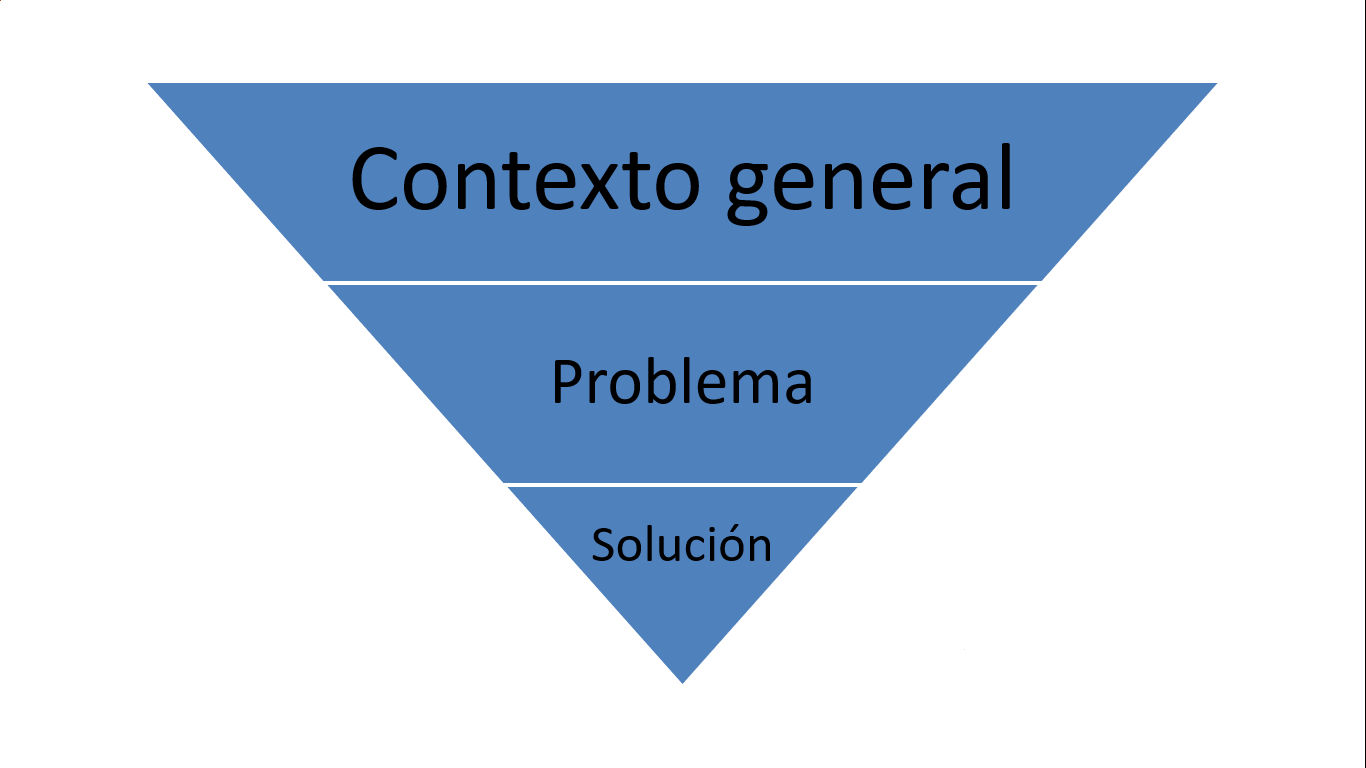 Contexto general
Problema
Solución